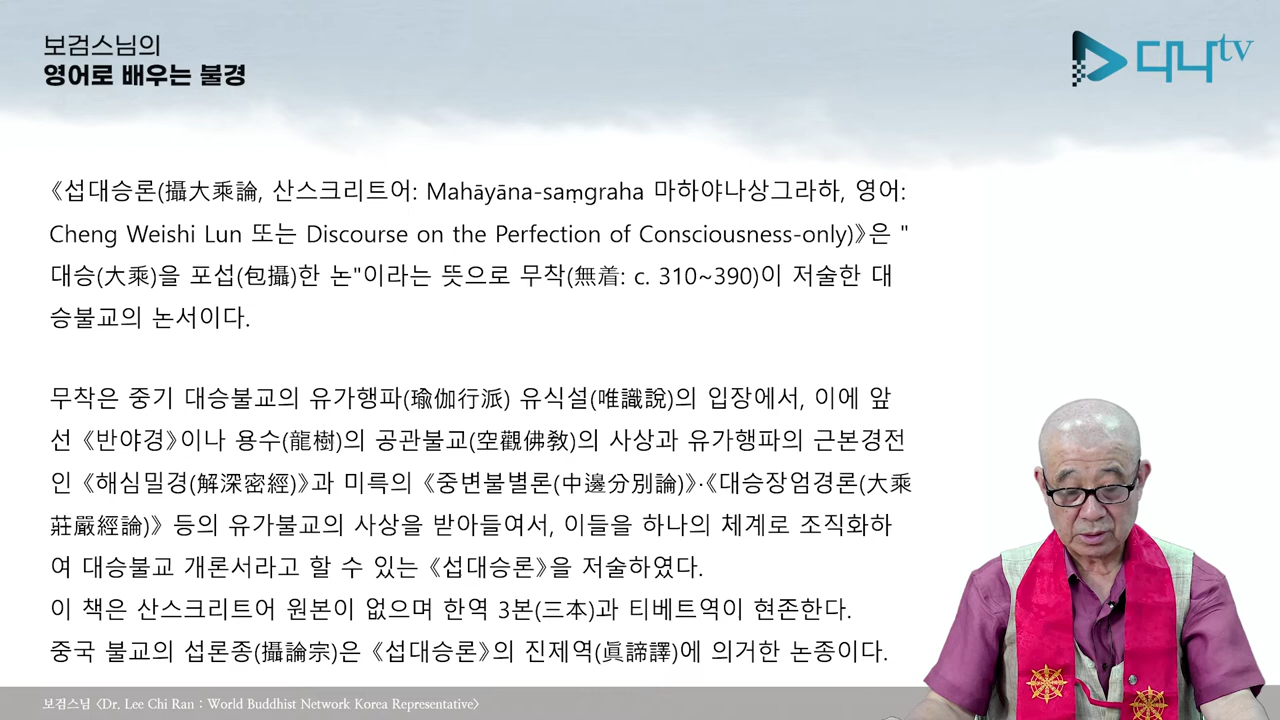 보검스님의
영어로 배우는 불경
다나tv
《섭대승론(攝大乘論, 산스크리트어: Mahāyāna-saṃgraha 마하야나상그라하, 영어:
Cheng Weishi Lun 또는 Discourse on the Perfection of Consciousness-only)》은 "
대승(大乘)을 포섭(包攝)한 논"이라는 뜻으로 무착(無着: c. 310~390)이 저술한 대
승불교의 논서이다.
무착은 중기 대승불교의 유가행파(瑜伽行派) 유식설(唯識說)의 입장에서, 이에 앞
선 《반야경》이나 용수(龍樹)의 공관불교(空觀佛敎)의 사상과 유가행파의 근본경전
인 《해심밀경(解深密經)》과 미륵의 《중변불별론(中邊分別論)》·《대승장엄경론(大乘
莊嚴經論)》 등의 유가불교의 사상을 받아들여서, 이들을 하나의 체계로 조직화하
여 대승불교 개론서라고 할 수 있는 《섭대승론》을 저술하였다.
이 책은 산스크리트어 원본이 없으며 한역 3본(三本)과 티베트역이 현존한다.
중국 불교의 섭론종(攝論宗)은 《섭대승론》의 진제역(眞諦譯)에 의거한 논종이다.
보검스님 <Dr. Lee Chi Ran : World Buddhist Network Korea Representative>